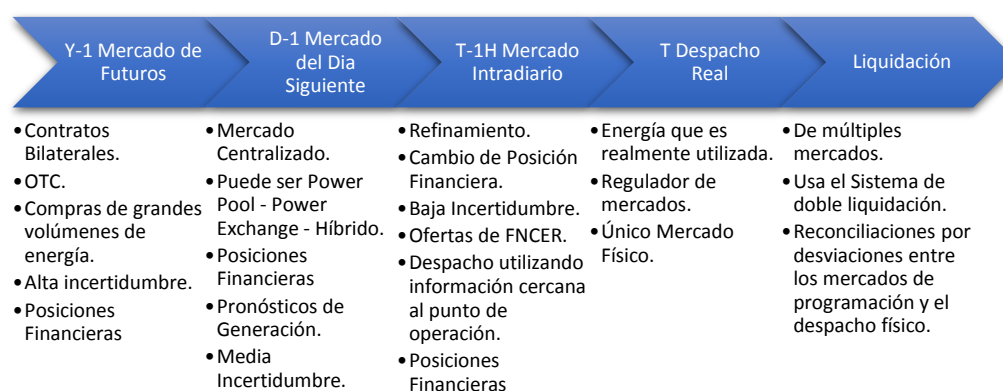 Y-1 Mercado de
Futuros
D-1 Mercado
del Dia
Siguiente
T-1H Mercado
Intradiario
T Despacho
Real
Liquidación
•Contratos
Bilaterales.
•OTC.
•Compras de grandes
volúmenes de
energía.
•Alta incertidumbre.
•Posiciones
Financieras
•Mercado
Centralizado.
•Puede ser Power
Pool - Power
Exchange - Híbrido.
•Posiciones
Financieras
•Pronósticos de
Generación.
•Media
Incertidumbre.
•Refinamiento.
•Cambio de Posición
Financiera.
•Baja Incertidumbre.
•Ofertas de FNCER.
•Despacho utilizando
información cercana
al punto de
operación.
•Posiciones
Financieras
•Energía que es
realmente utilizada.
•Regulador de
mercados.
•Único Mercado
Físico.
•De múltiples
mercados.
•Usa el Sistema de
doble liquidación.
•Reconciliaciones por
desviaciones entre
los mercados de
programación y el
despacho físico.